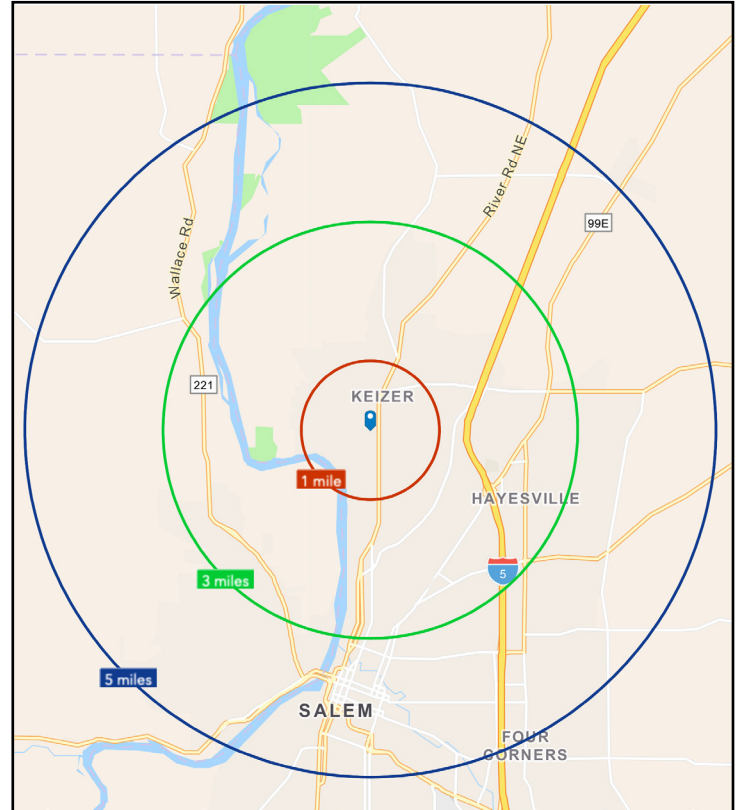 River Rd NE
99E
Wallace Rd
221
KEIZER
1 mile
HAYESVILLE
5
3 miles
5 miles
SALEM
FOUR
CORNERS